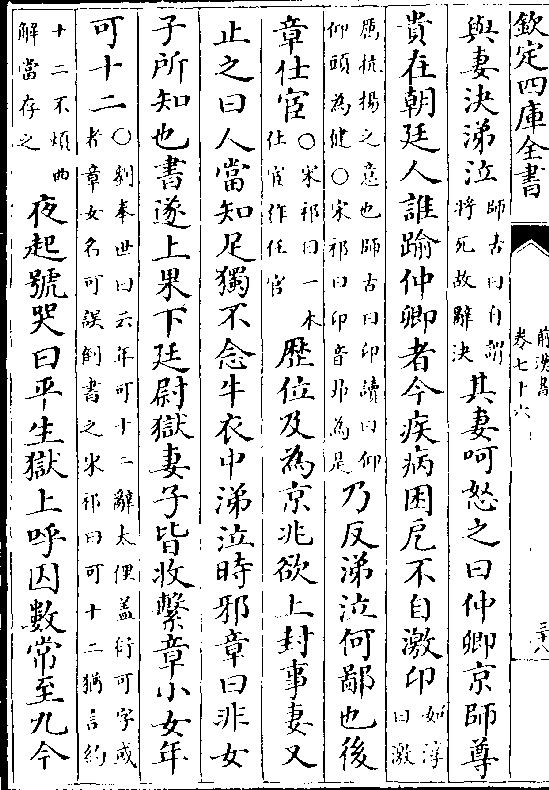 欽定四庫全書
前漢書
卷七十六
三十八
與妻決涕泣師古曰自謂將死故辭決其妻呵怒之曰仲卿京師尊
貴在朝廷人誰踰仲卿者今疾病困戹不自激卬如淳曰激
厲抗揚之意也師古曰卬讀曰仰仰頭為健○宋祁曰卬音昻為是乃反涕泣何鄙也後
章仕宦○宋祁曰一本仕宦作任官歷位及為京兆欲上封事妻又
止之曰人當知足獨不念牛衣中涕泣時邪章曰非女
子所知也書遂上果下廷尉獄妻子皆收繫章小女年
可十二○劉奉世曰云年可十二辭太俚盖衍可字或者章女名可誤倒書之宋祁曰可十二猶言約
十二不煩曲解當存之夜起號哭曰平生獄上呼囚數常至九今